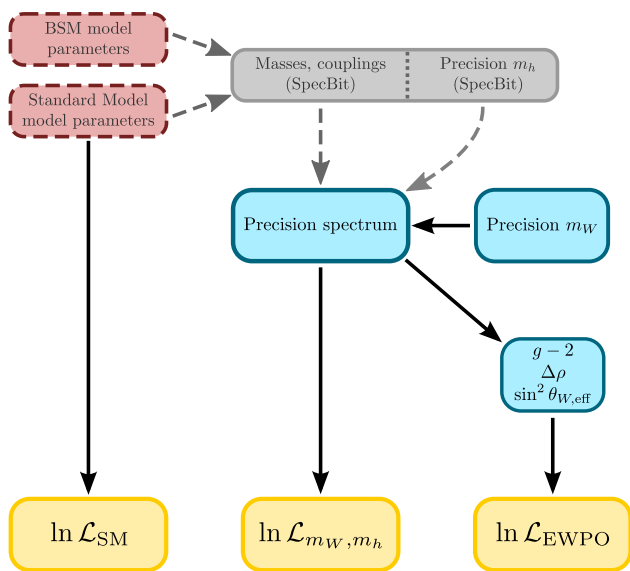 BSM model
parameters
Masses, couplings
(SpecBit)
Precision $m_h$
(SpecBit)
Standard Model
model parameters
Precision spectrum
Precision $m_W$
$g-2$
$\Delta\rho$
$\sin^2\theta_{W,\mathrm{eff}}$
$\ln \mathcal{L}_{\mathrm{SM}}$
$\ln \mathcal{L}_{m_W,m_h}$
$\ln \mathcal{L}_{\mathrm{EWPO}}$